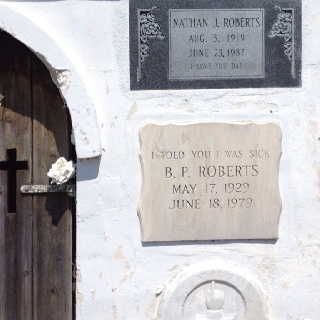 NATHAN J. ROBERTS
AUG. 3, 1919
JUNE 23, 1987
I LOVE YOU DAD
I TOLD YOU I WAS SICK
B. P. ROBERTS
MAY 17, 1929
JUNE 18, 1979